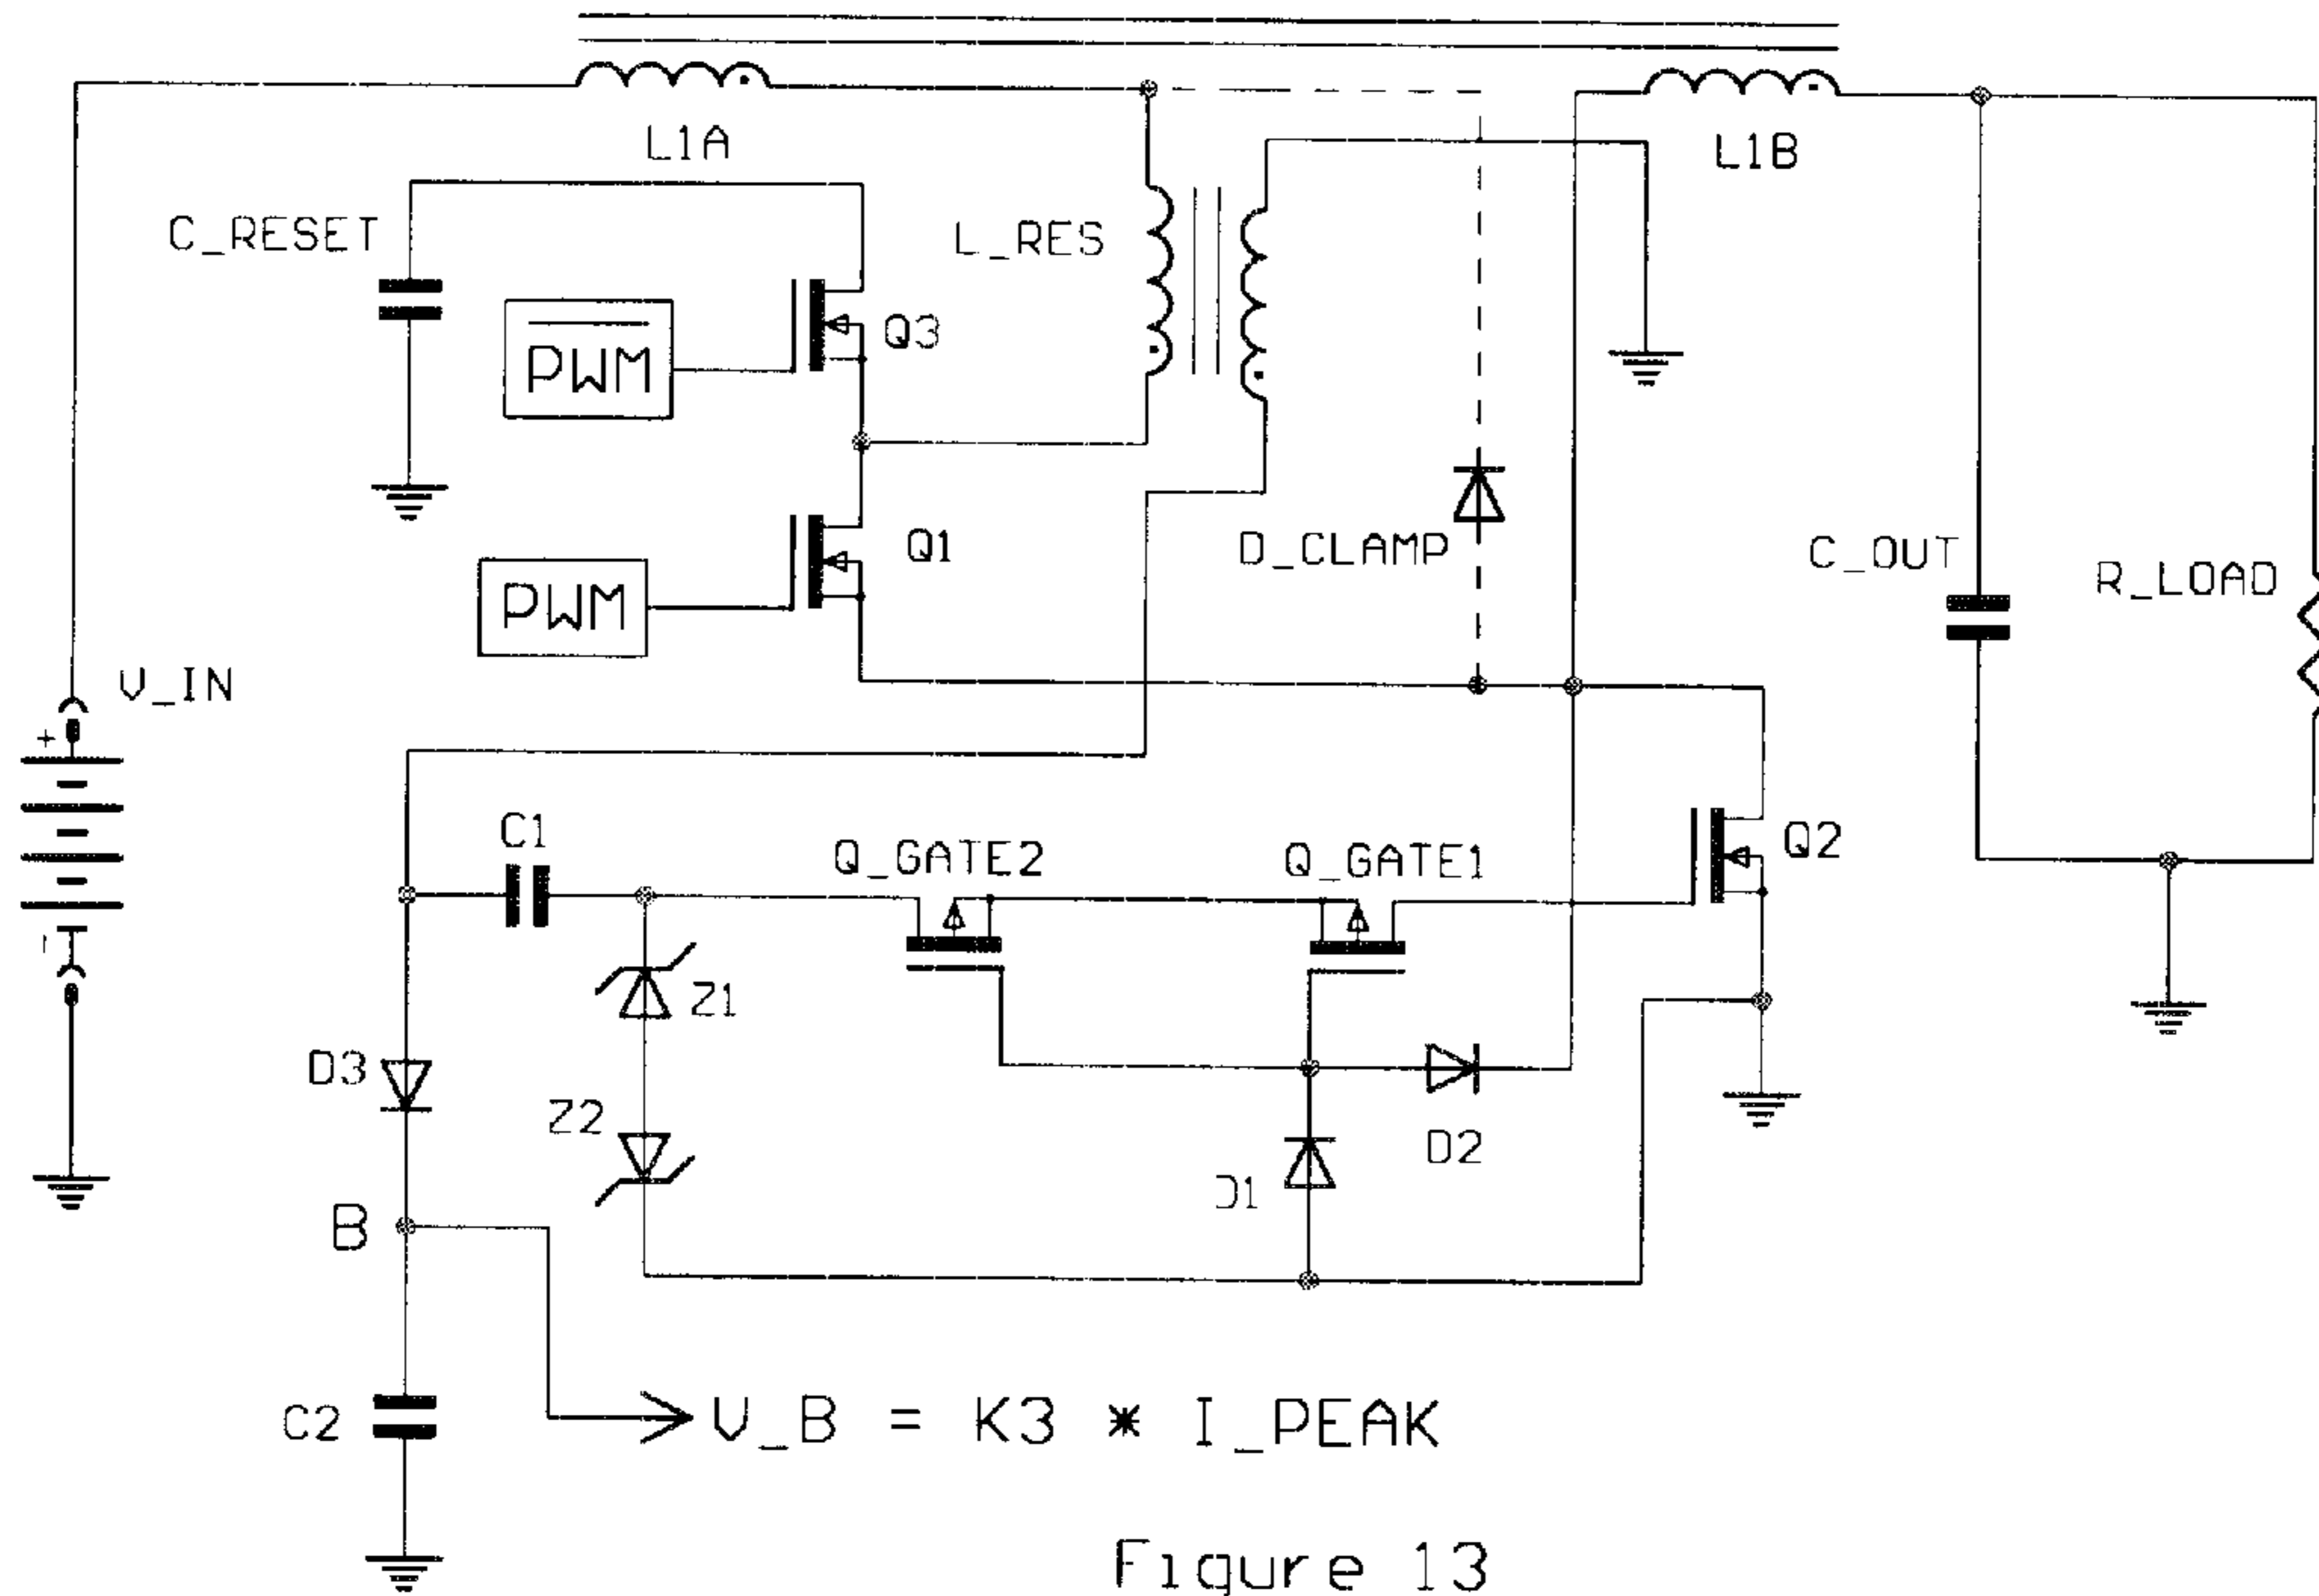 L1A
L1B
C_RESET
L_RES
Q3
PWM
Q1
D_CLAMP
C_OUT
R_LOAD
PWM
V_IN
+
-
C1
Q_GATE2
Q_GATE1
Q2
Z1
D3
Z2
D2
D1
B
C2
V_B = K3 * I_PEAK
Figure 13